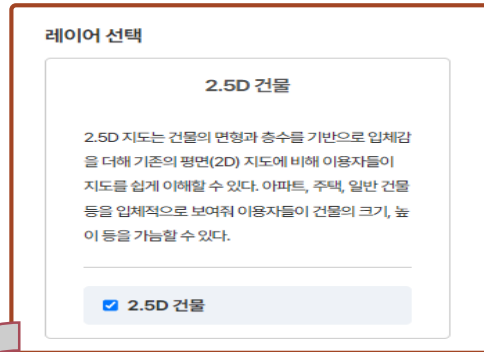 레이어 선택
2.5D 건물
2.5D 지도는 건물의 면형과 층수를 기반으로 입체감
을 더해 기존의 평면(2D) 지도에 비해 이용자들이
지도를 쉽게 이해할 수 있다. 아파트, 주택, 일반 건물
등을 입체적으로 보여줘 이용자들이 건물의 크기, 높
이 등을 가늠할 수 있다.
2.5D 건물